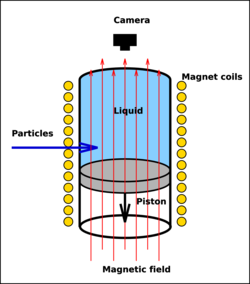 Camera
Magnet coils
Liquid
Particles
Piston
Magnetic field